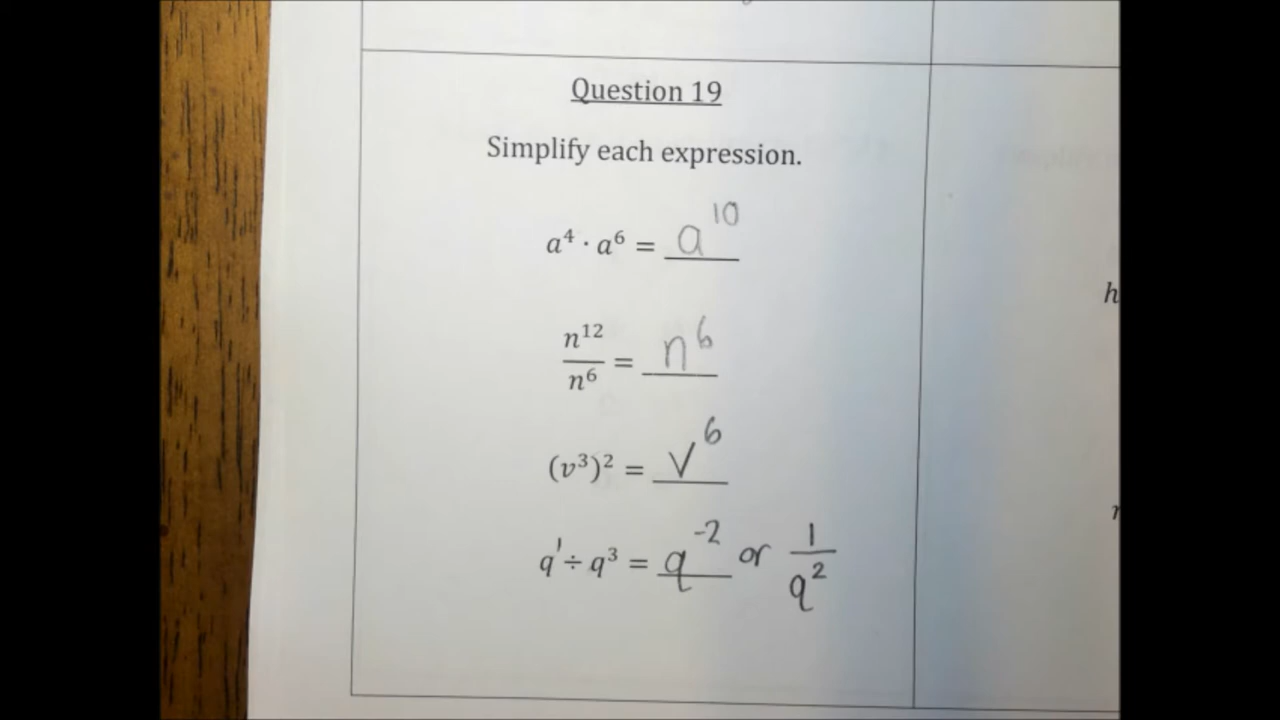 Question 19
Simplify each expression.
a⁴ · a⁶ = a¹⁰
n¹²/n⁶ = n⁶
(v³)² = v⁶
q¹ ÷ q³ = q⁻² or 1/q²
h